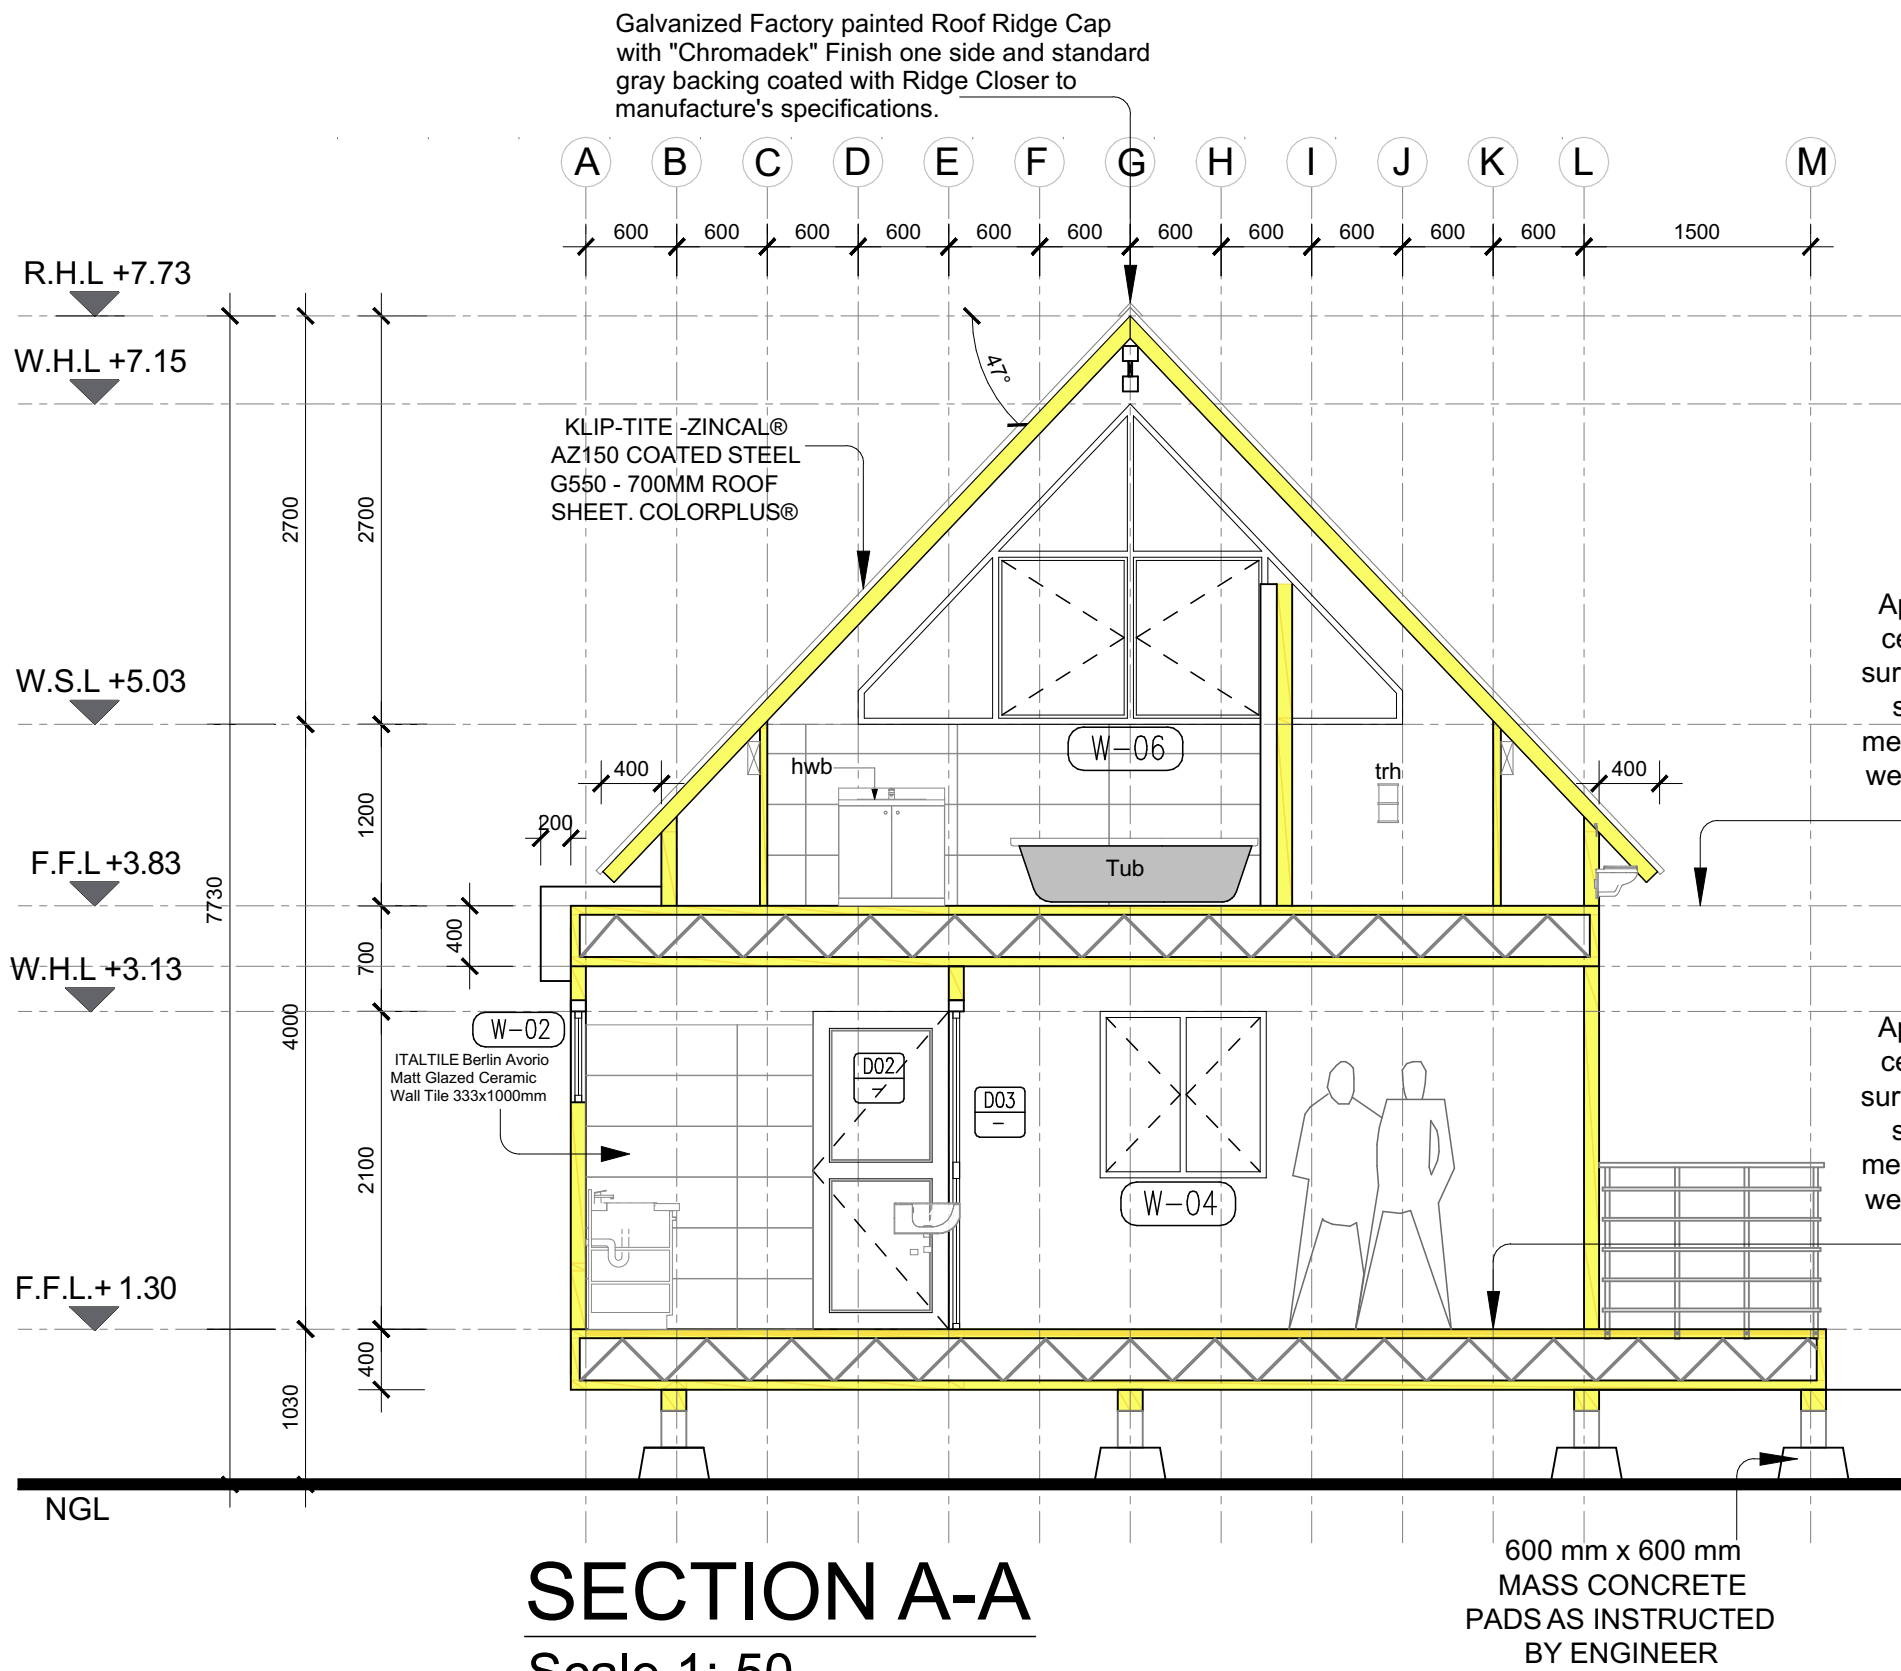 Galvanized Factory painted Roof Ridge Cap
with "Chromadek" Finish one side and standard
gray backing coated with Ridge Closer to
manufacture's specifications.
A B C D E F G H I J K L M
600 600 600 600 600 600 600 600 600 600 600 1500
R.H.L +7.73
W.H.L +7.15
47°
KLIP-TITE -ZINCAL®
AZ150 COATED STEEL
G550 - 700MM ROOF
SHEET. COLORPLUS®
2700 2700
W.S.L +5.03
W-06
hwb
trh
400
400
200
1200
F.F.L +3.83
Tub
7730
400
700
W.H.L +3.13
4000
W-02
ITALTILE Berlin Avorio
Matt Glazed Ceramic
Wall Tile 333x1000mm
D02
D03
-
2100
W-04
F.F.L.+ 1.30
400
1030
NGL
SECTION A-A
Scale 1: 50
600 mm x 600 mm
MASS CONCRETE
PADS AS INSTRUCTED
BY ENGINEER